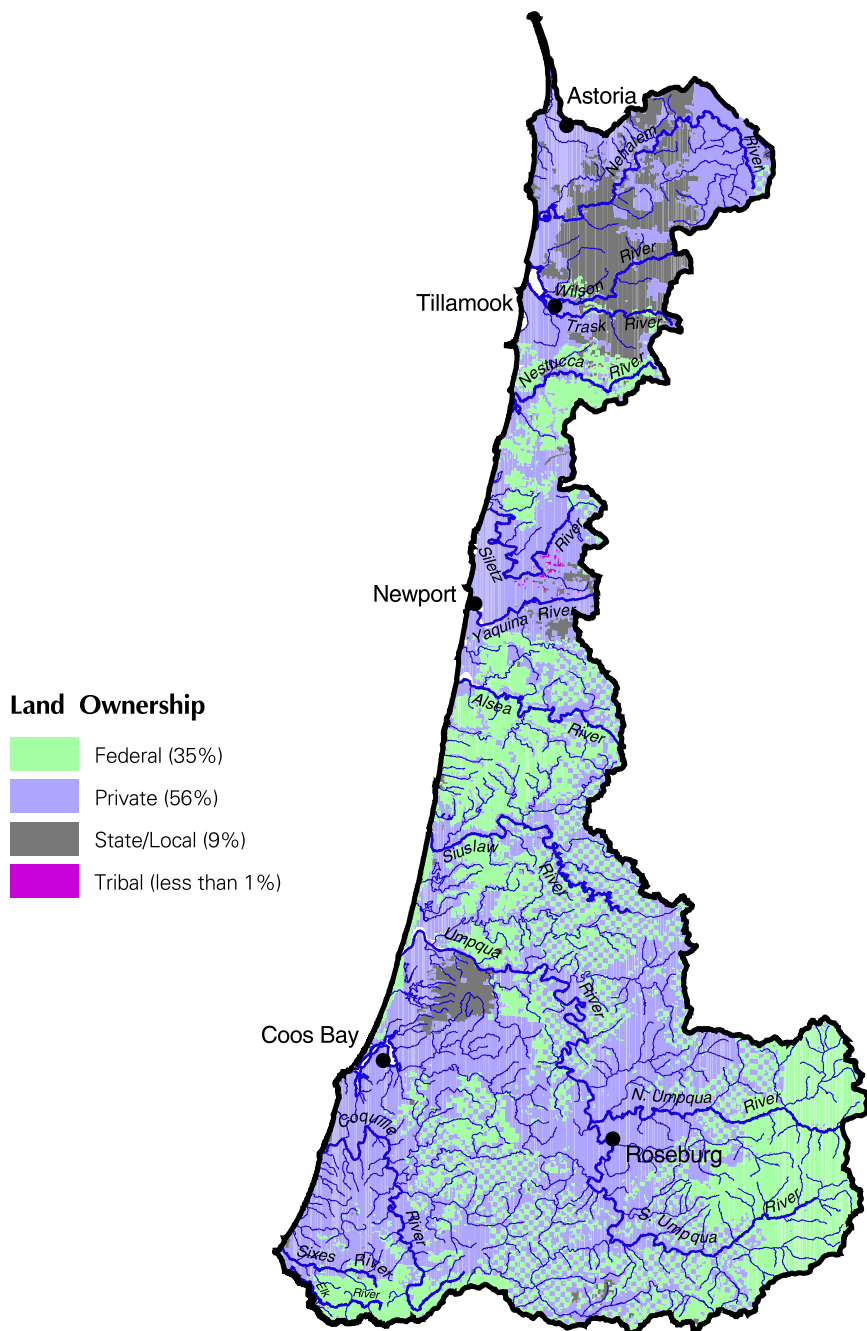 Astoria
Nehalem
River
River
Wilson
Tillamook
Trask River
Nestucca
River
River
Siletz
Newport
Yaquina River
Land Ownership
Alsea
River
Federal (35%)
Private (56%)
State/Local (9%)
Siuslaw
River
Tribal (less than 1%)
Umpqua
River
Coos Bay
N. Umpqua
River
Coquille
Roseburg
River
S. Umpqua
River
Sixes River
Elk River